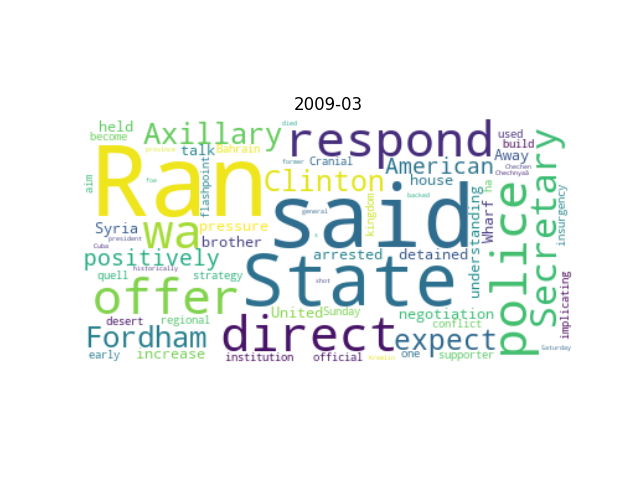 2009-03
died
held
become
Axillary
respond
used
build
police
Secretary
talk
pressure
Bahrain
former
Cranial
American
Away
Chechen
aim
Ran
foe
flashpoint
Clinton
house
ha
said
kingdom
general
backed
understanding
Wharf
insurgency
Syria
wa
pressure
brother
Cuba
president
positively
historically
State
arrested
detained
quell
strategy
shot
implicating
offer
desert
regional
United
Sunday
negotiation
conflict
direct
Fordham
expect
early
increase
institution
official
one
supporter
Saturday